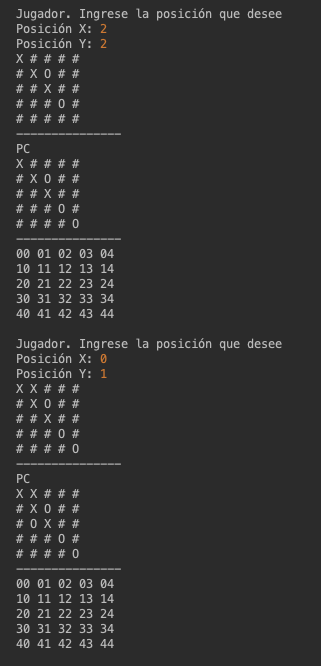 Jugador. Ingrese la posición que desee
Posición X: 2
Posición Y: 2
X # # # #
# X O # #
# # X # #
# # # O #
# # # # #
---------------
PC
X # # # #
# X O # #
# # X # #
# # # O #
# # # # O
---------------
00 01 02 03 04
10 11 12 13 14
20 21 22 23 24
30 31 32 33 34
40 41 42 43 44

Jugador. Ingrese la posición que desee
Posición X: 0
Posición Y: 1
X X # # #
# X O # #
# # X # #
# # # O #
# # # # O
---------------
PC
X X # # #
# X O # #
# O X # #
# # # O #
# # # # O
---------------
00 01 02 03 04
10 11 12 13 14
20 21 22 23 24
30 31 32 33 34
40 41 42 43 44